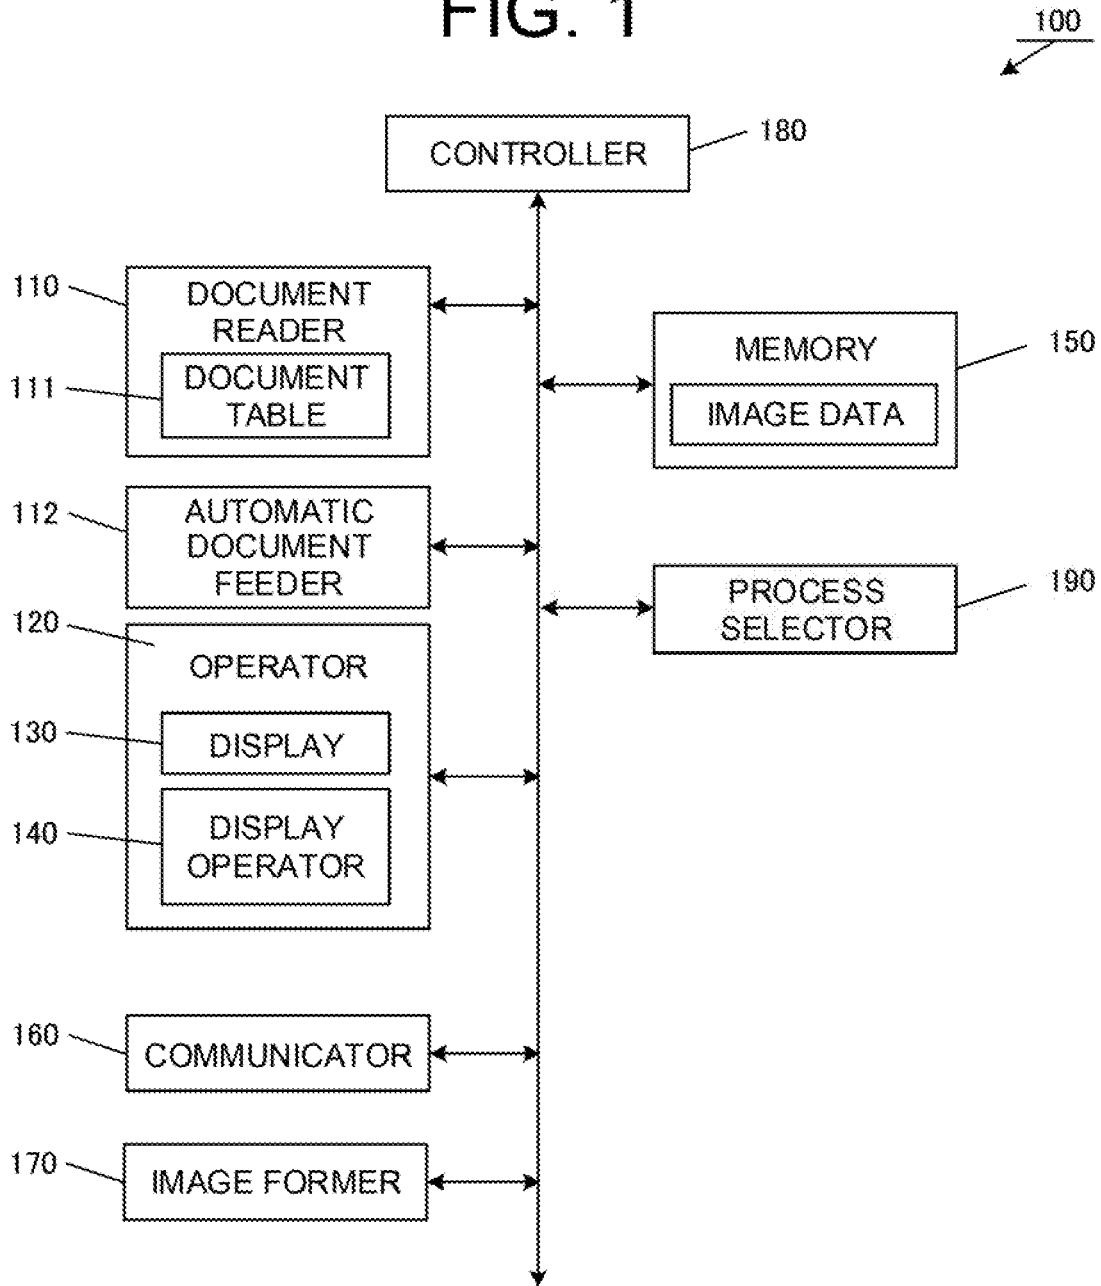 FIG. 1
100
CONTROLLER
180
110
DOCUMENT
READER
111
DOCUMENT
TABLE
MEMORY
150
IMAGE DATA
112
AUTOMATIC
DOCUMENT
FEEDER
PROCESS
SELECTOR
190
120
OPERATOR
130
DISPLAY
140
DISPLAY
OPERATOR
160
COMMUNICATOR
170
IMAGE FORMER